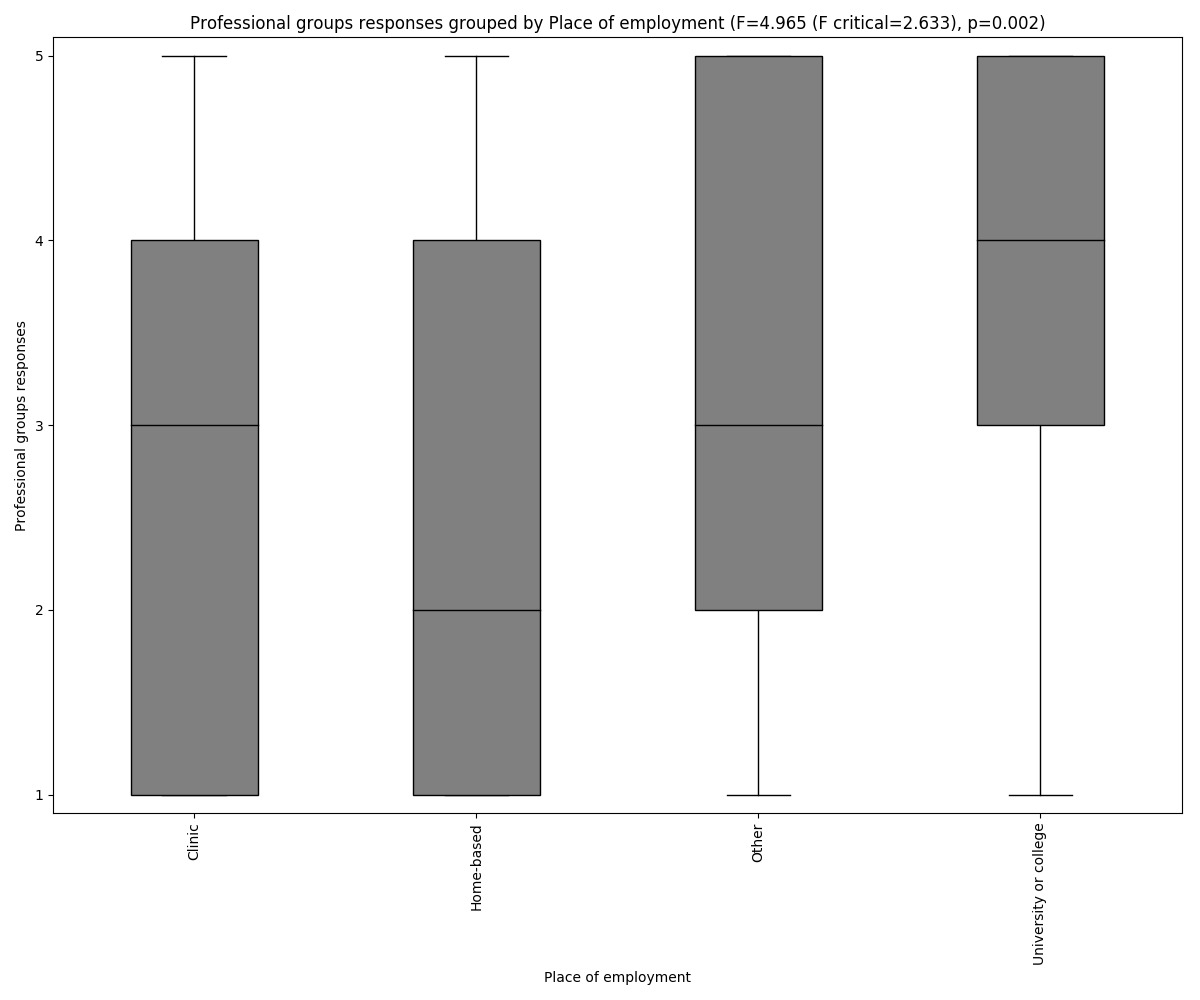 Professional groups responses grouped by Place of employment (F=4.965 (F critical=2.633), p=0.002)
Professional groups responses
5
4
3
2
1
Clinic
Home-based
Other
University or college
Place of employment